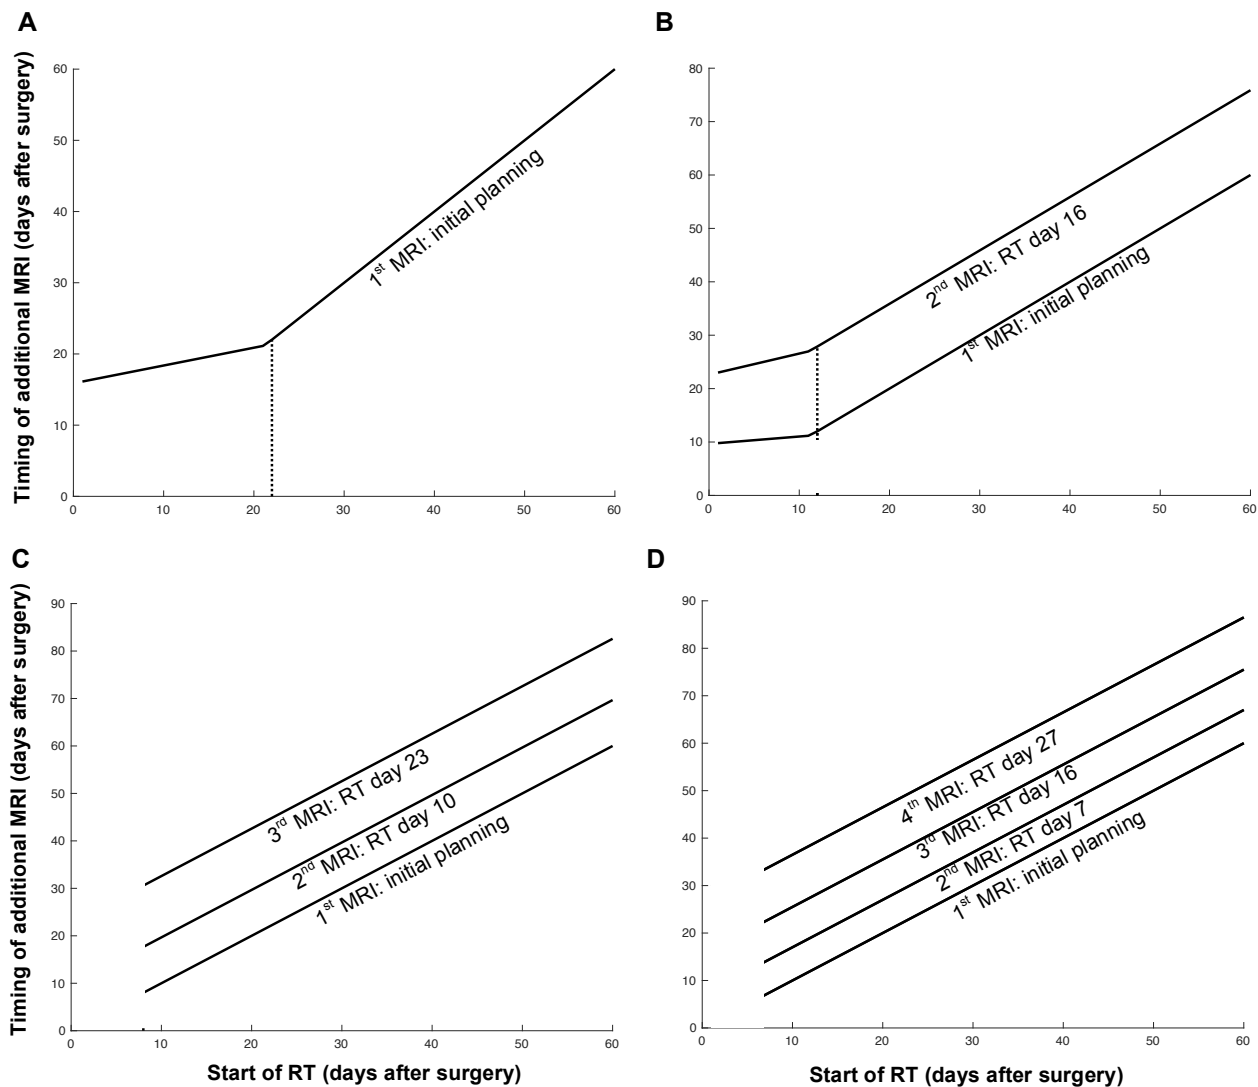 A
Timing of additional MRI (days after surgery)
60
50
40
30
20
10
0
0 10 20 30 40 50 60
1st MRI: initial planning
B
80
70
60
50
40
30
20
10
0
0 10 20 30 40 50 60
2nd MRI: RT day 16
1st MRI: initial planning
C
Timing of additional MRI (days after surgery)
90
80
70
60
50
40
30
20
10
0
0 10 20 30 40 50 60
3rd MRI: RT day 23
2nd MRI: RT day 10
1st MRI: initial planning
Start of RT (days after surgery)
D
90
80
70
60
50
40
30
20
10
0
0 10 20 30 40 50 60
4th MRI: RT day 27
3rd MRI: RT day 16
2nd MRI: RT day 7
1st MRI: initial planning
Start of RT (days after surgery)